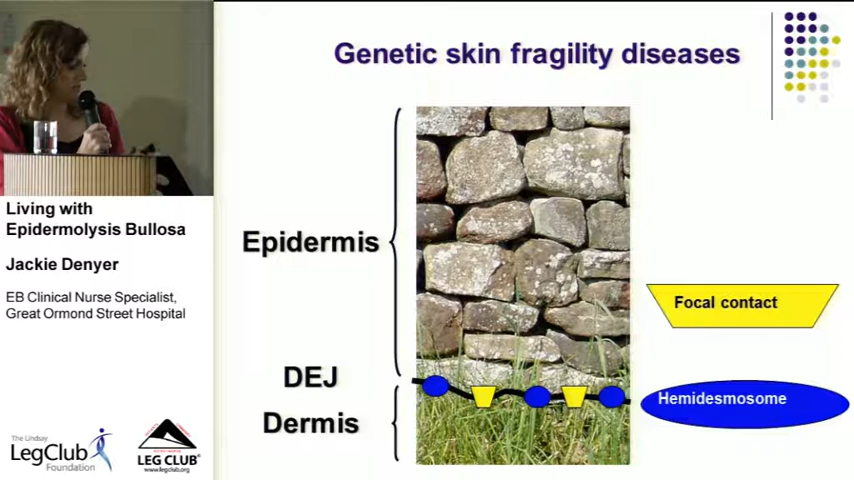 Genetic skin fragility diseases
Living with
Epidermolysis Bullosa
Jackie Denyer
EB Clinical Nurse Specialist,
Great Ormond Street Hospital
The Lindsay
LegClub
Foundation
LEG CLUB®
www.legclub.org
Epidermis
DEJ
Dermis
Focal contact
Hemidesmosome